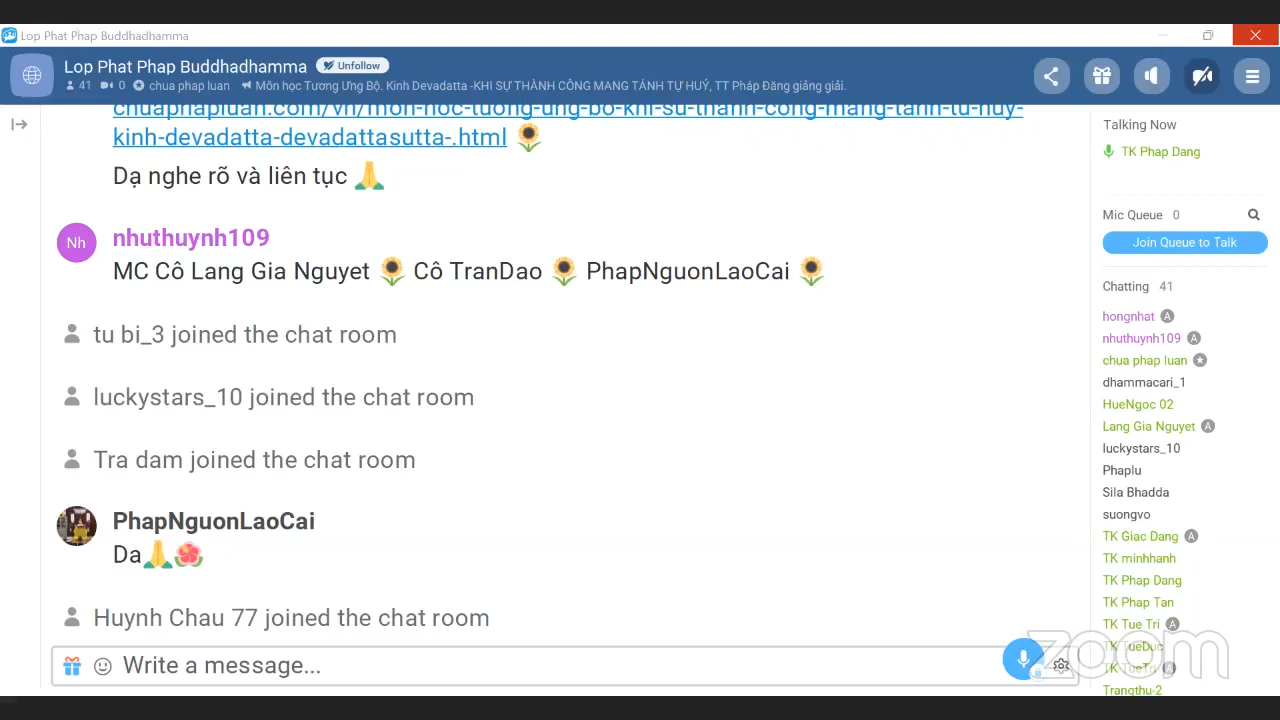 Lop Phat Phap Buddhadhamma
Lop Phat Phap Buddhadhamma Unfollow
41 0 chua phap luan Môn học Tương Ưng Bộ. Kinh Devadatta -KHI SỰ THÀNH CÔNG MANG TÁNH TỰ HUỶ, TT Pháp Đăng giảng giải.
chuaphapluan.com/vn/mon-hoc-tuong-ung-bo-khi-su-thanh-cong-mang-tanh-tu-huy-
kinh-devadatta-devadattasutta-.html 🌻
Dạ nghe rõ và liên tục 🙏
Nh
nhuthuynh109
MC Cô Lang Gia Nguyet 🌻 Cô TranDao 🌻 PhapNguonLaoCai 🌻
tu bi_3 joined the chat room
luckystars_10 joined the chat room
Tra dam joined the chat room
PhapNguonLaoCai
Da🙏🌺
Huynh Chau 77 joined the chat room
Write a message...
Talking Now
TK Phap Dang
Mic Queue 0
Join Queue to Talk
Chatting 41
hongnhat A
nhuthuynh109 A
chua phap luan
dhammacari_1
HueNgoc 02
Lang Gia Nguyet A
luckystars_10
Phaplu
Sila Bhadda
suongvo
TK Giac Dang A
TK minhhanh
TK Phap Dang
TK Phap Tan
TK Tue Tri A
TK TueDuc
TK TueTri A
Trangthu-2
zoom